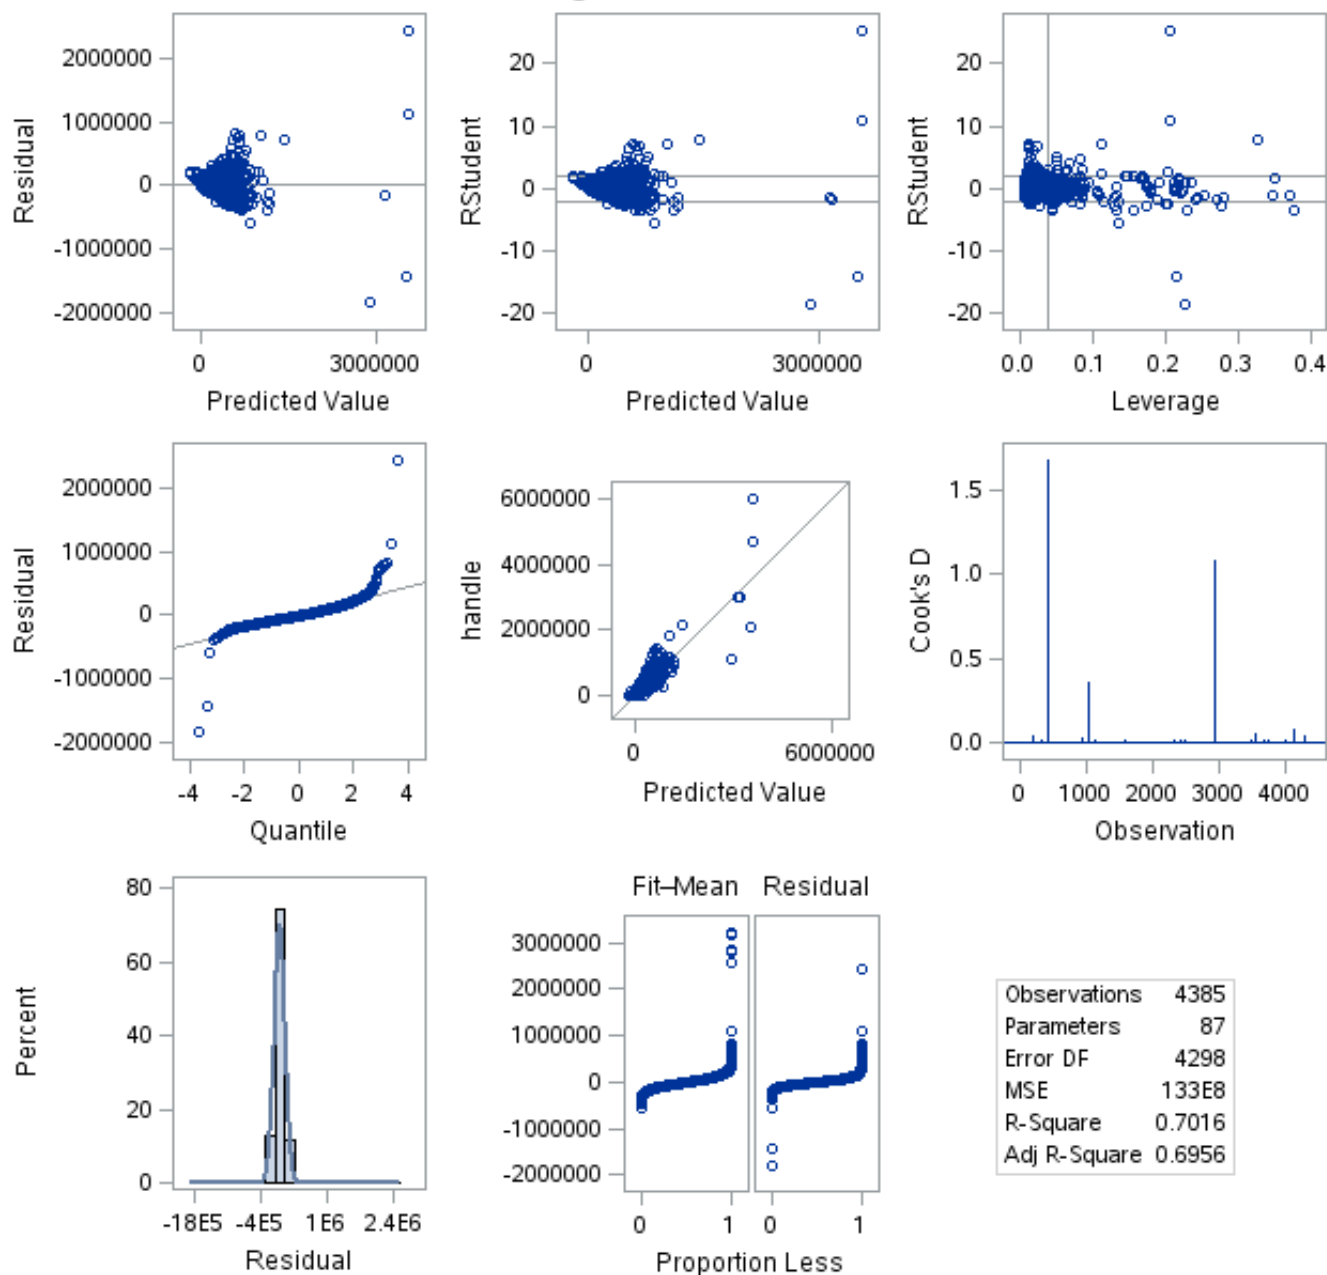 2000000
1000000
0
-1000000
-2000000
Residual
0 3000000
Predicted Value
20
10
0
-10
-20
RStudent
0 3000000
Predicted Value
20
10
0
-10
-20
RStudent
0.0 0.1 0.2 0.3 0.4
Leverage
2000000
1000000
0
-1000000
-2000000
Residual
-4 -2 0 2 4
Quantile
6000000
4000000
2000000
0
handle
0 6000000
Predicted Value
1.5
1.0
0.5
0.0
Cook's D
0 1000 2000 3000 4000
Observation
80
60
40
20
0
Percent
-18E5 -4E5 1E6 2.4E6
Residual
Fit–Mean Residual
3000000
2000000
1000000
0
-1000000
-2000000
0 1 0 1
Proportion Less
Observations 4385
Parameters 87
Error DF 4298
MSE 133E8
R-Square 0.7016
Adj R-Square 0.6956